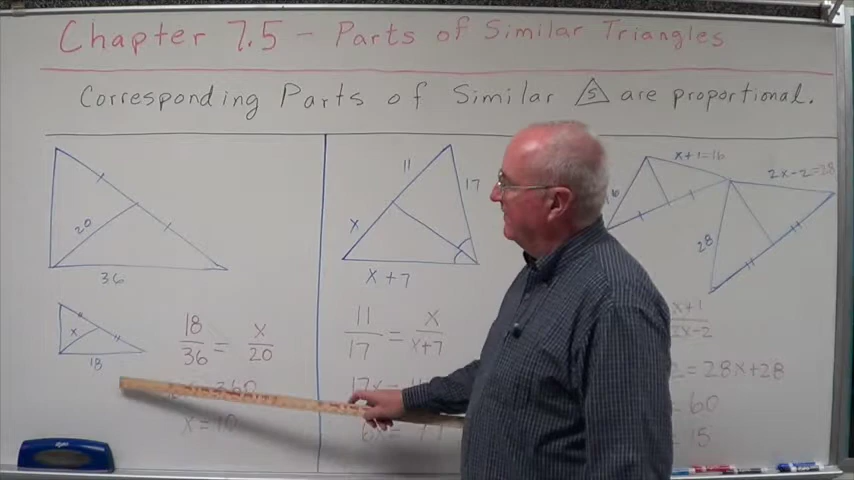 Chapter 7.5 - Parts of Similar Triangles
Corresponding Parts of Similar △s are proportional.
20
36
x
18
18/36 = x/20
x = 10
11
17
x
x + 7
11/17 = x/x+7
x+1=16
2x-2=28
28
x+1
2x-2
= 28x+28
= 60
= 15